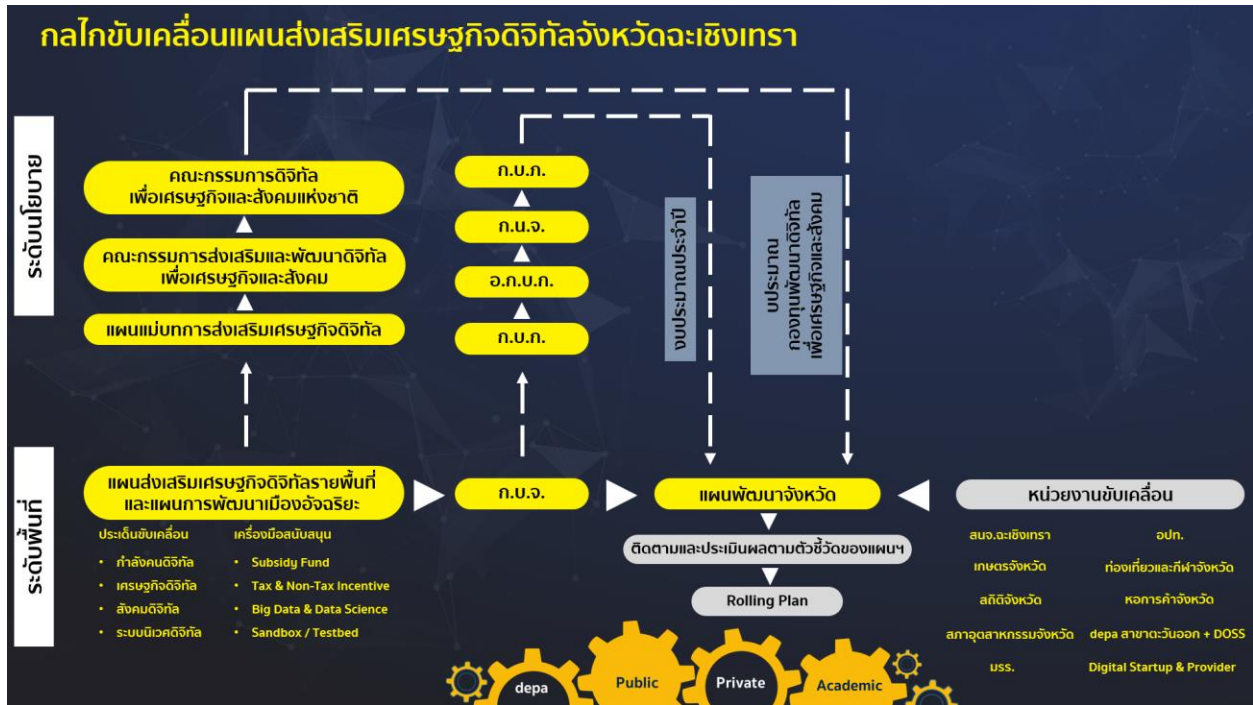 กลไกขับเคลื่อนแผนส่งเสริมเศรษฐกิจดิจิทัลจังหวัดฉะเชิงเทรา
ระดับนโยบาย
คณะกรรมการดิจิทัล
เพื่อเศรษฐกิจและสังคมแห่งชาติ
คณะกรรมการส่งเสริมและพัฒนาดิจิทัล
เพื่อเศรษฐกิจและสังคม
แผนแม่บทการส่งเสริมเศรษฐกิจดิจิทัล
ก.บ.ภ.
ก.น.จ.
อ.ก.บ.ภ.
ก.บ.ก.
งบประมาณประจำปี
บประมาณ
กองทุนพัฒนาดิจิทัล
เพื่อเศรษฐกิจและสังคม
ระดับพื้นที่
แผนส่งเสริมเศรษฐกิจดิจิทัลรายพื้นที่
และแผนการพัฒนาเมืองอัจฉริยะ
ประเด็นขับเคลื่อน
• กำลังคนดิจิทัล
• เศรษฐกิจดิจิทัล
• สังคมดิจิทัล
• ระบบนิเวศดิจิทัล
เครื่องมือสนับสนุน
• Subsidy Fund
• Tax & Non-Tax Incentive
• Big Data & Data Science
• Sandbox / Testbed
ก.บ.จ.
แผนพัฒนาจังหวัด
ติดตามและประเมินผลตามตัวชี้วัดของแผนฯ
Rolling Plan
หน่วยงานขับเคลื่อน
สนจ.ฉะเชิงเทรา
อปท.
เกษตรจังหวัด
ท่องเที่ยวและกีฬาจังหวัด
สถิติจังหวัด
หอการค้าจังหวัด
สภาอุตสาหกรรมจังหวัด
depa สาขาตะวันออก + DOSS
มรร.
Digital Startup & Provider
depa
Public
Private
Academic